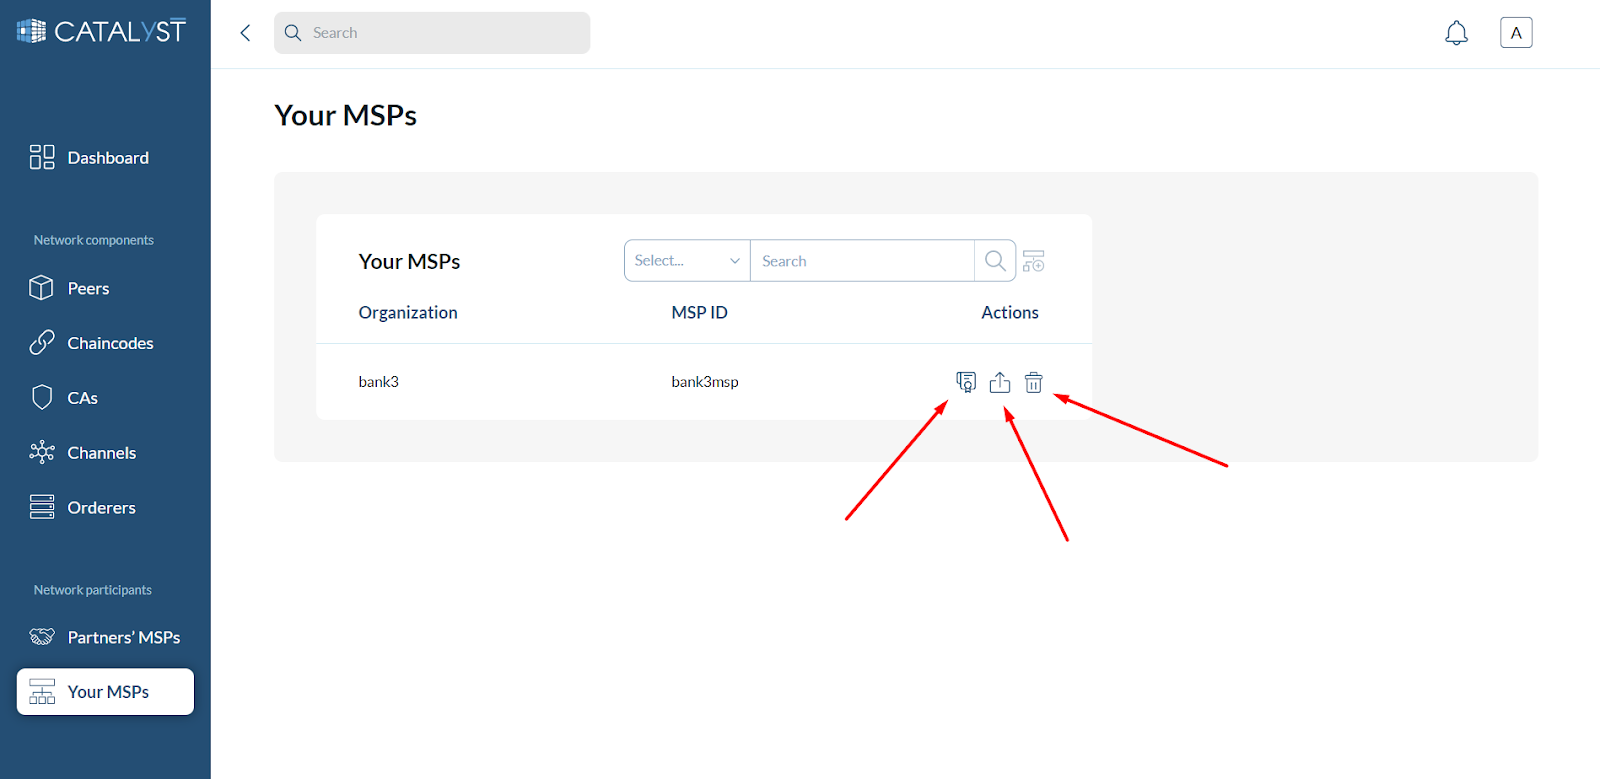 CATALYST
Search
A
Dashboard
Network components
Peers
Chaincodes
CAs
Channels
Orderers
Network participants
Partners’ MSPs
Your MSPs
Your MSPs
Your MSPs
Select...
Search
Organization
MSP ID
Actions
bank3
bank3msp